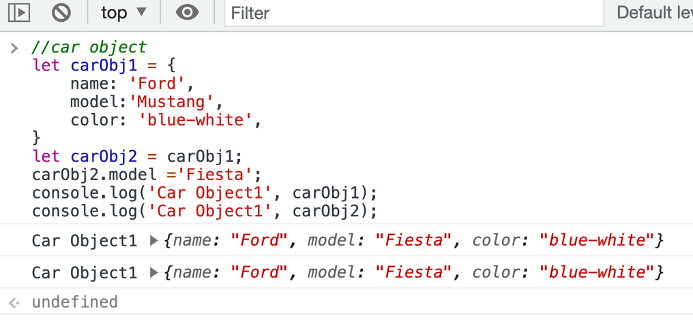 top ▼ Filter Default le
//car object
let carObj1 = {
    name: 'Ford',
    model:'Mustang',
    color: 'blue-white',
}
let carObj2 = carObj1;
carObj2.model ='Fiesta';
console.log('Car Object1', carObj1);
console.log('Car Object1', carObj2);
Car Object1 ▶{name: "Ford", model: "Fiesta", color: "blue-white"}
Car Object1 ▶{name: "Ford", model: "Fiesta", color: "blue-white"}
undefined